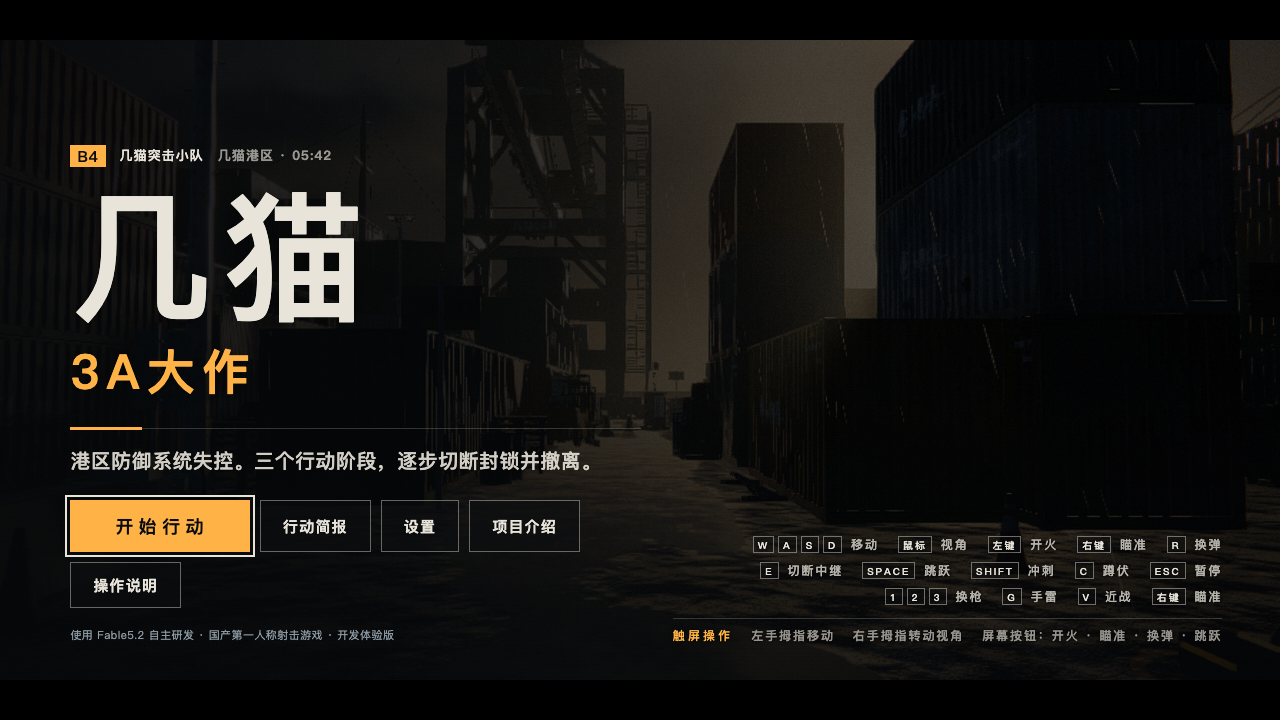 B4 几猫突击小队 几猫港区 · 05:42
几猫
3A大作
港区防御系统失控。三个行动阶段，逐步切断封锁并撤离。
开始行动 行动简报 设置 项目介绍
操作说明
使用 Fable5.2 自主研发 · 国产第一人称射击游戏 · 开发体验版
W A S D 移动 鼠标 视角 左键 开火 右键 瞄准 R 换弹
E 切断中继 SPACE 跳跃 SHIFT 冲刺 C 蹲伏 ESC 暂停
1 2 3 换枪 G 手雷 V 近战 右键 瞄准
触屏操作 左手拇指移动 右手拇指转动视角 屏幕按钮：开火 · 瞄准 · 换弹 · 跳跃